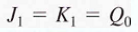 J₁ = K₁ = Q₀